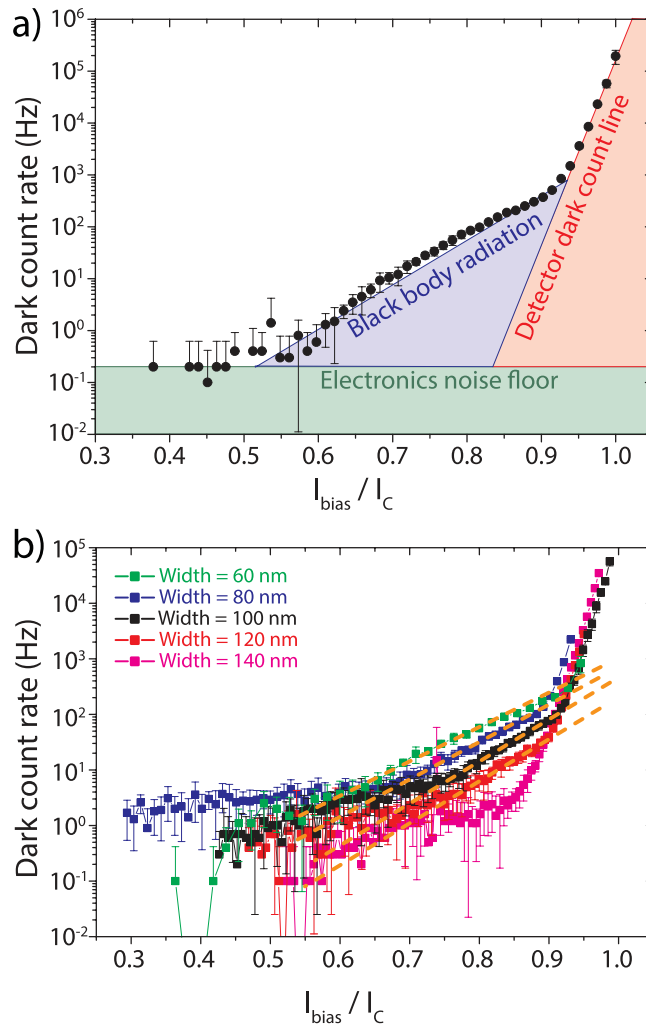 a)
10^6
10^5
10^4
10^3
10^2
10^1
10^0
10^-1
10^-2
Dark count rate (Hz)
Black body radiation
Detector dark count line
Electronics noise floor
0.3 0.4 0.5 0.6 0.7 0.8 0.9 1.0
I_bias / I_C
b)
10^5
10^4
10^3
10^2
10^1
10^0
10^-1
10^-2
Dark count rate (Hz)
Width = 60 nm
Width = 80 nm
Width = 100 nm
Width = 120 nm
Width = 140 nm
0.3 0.4 0.5 0.6 0.7 0.8 0.9 1.0
I_bias / I_C